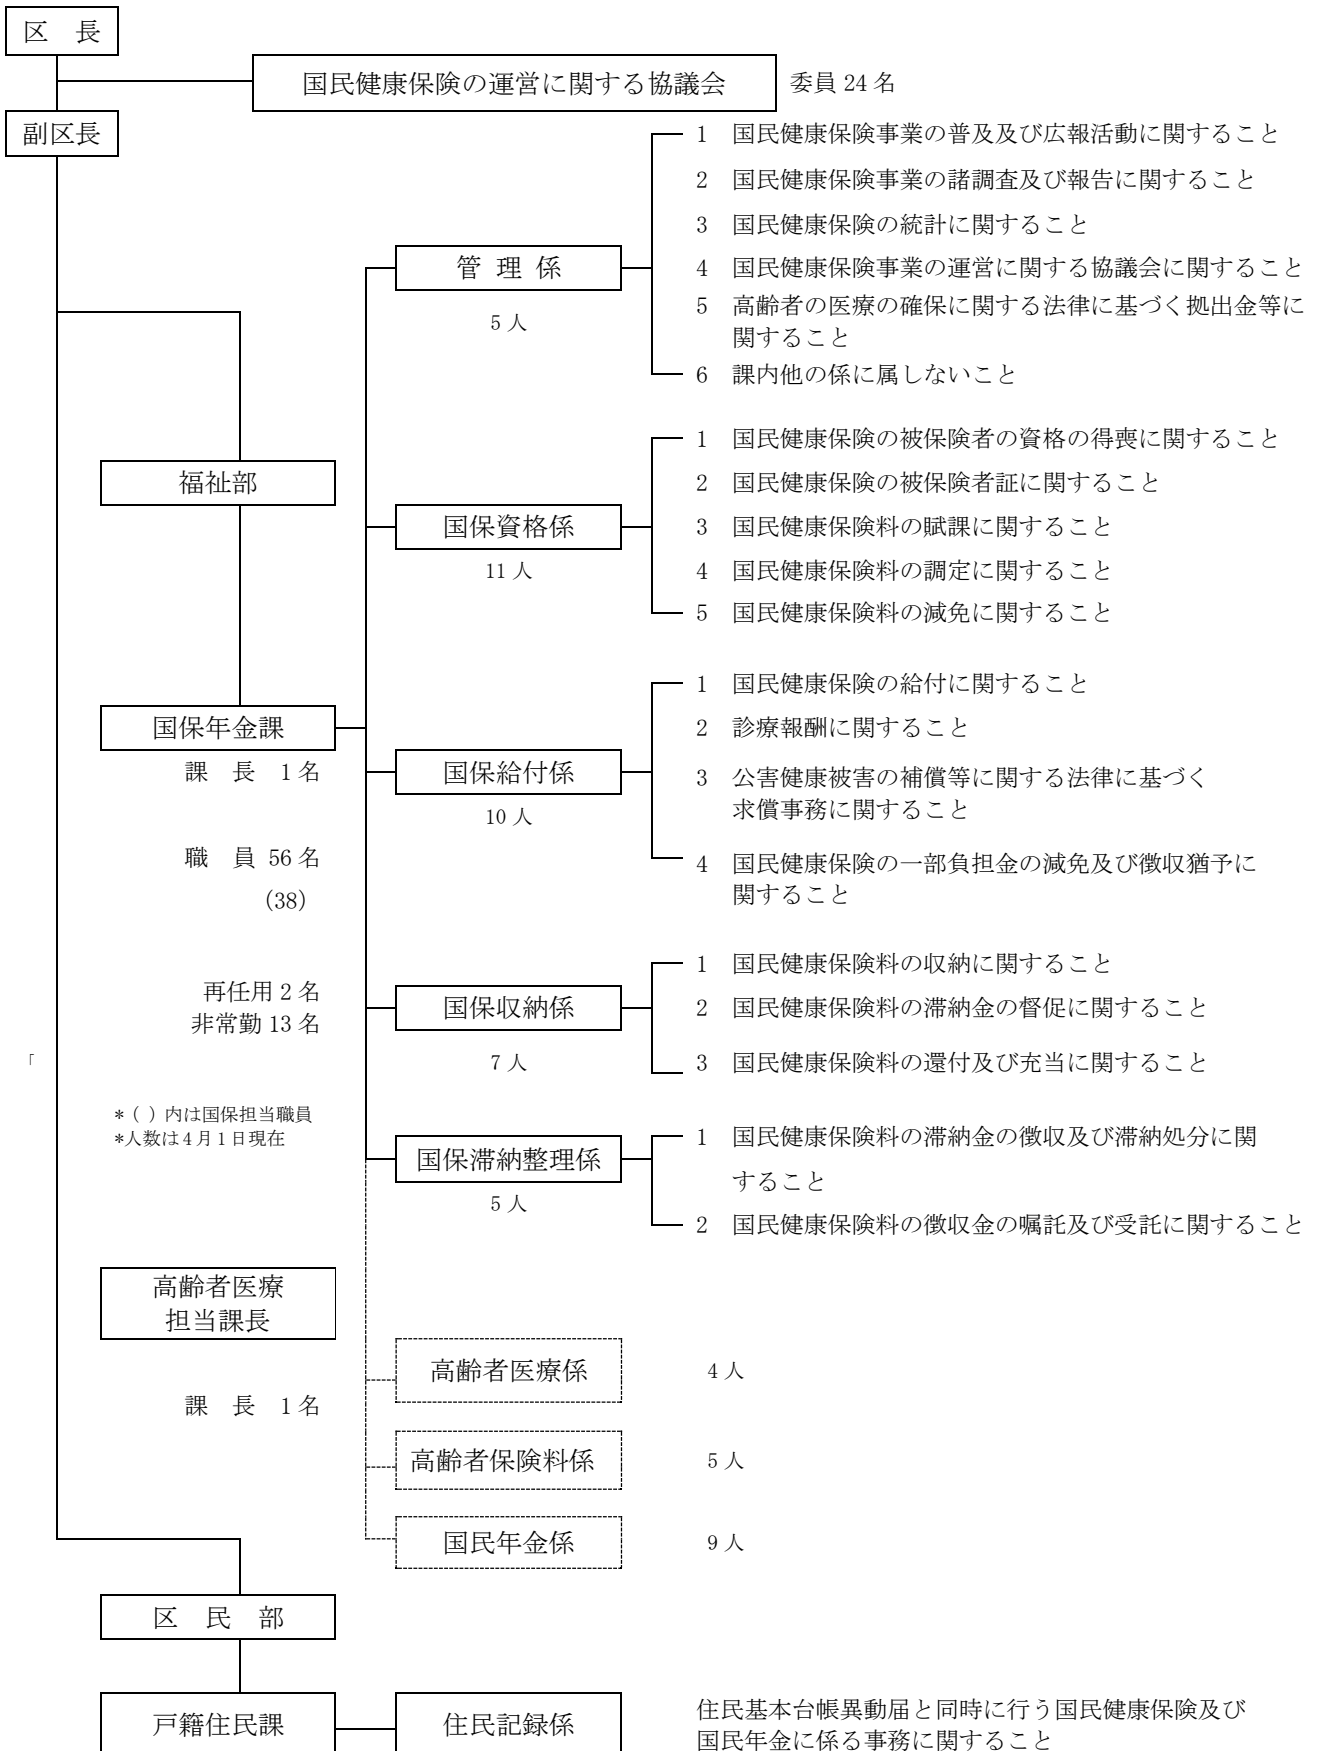 区　長
国民健康保険の運営に関する協議会　委員 24 名
副区長
1　国民健康保険事業の普及及び広報活動に関すること
2　国民健康保険事業の諸調査及び報告に関すること
3　国民健康保険の統計に関すること
管 理 係
4　国民健康保険事業の運営に関する協議会に関すること
5　高齢者の医療の確保に関する法律に基づく拠出金等に
関すること
5 人
6　課内他の係に属しないこと
1　国民健康保険の被保険者の資格の得喪に関すること
福祉部
2　国民健康保険の被保険者証に関すること
国保資格係
3　国民健康保険料の賦課に関すること
11 人
4　国民健康保険料の調定に関すること
5　国民健康保険料の減免に関すること
1　国民健康保険の給付に関すること
国保年金課
2　診療報酬に関すること
課　長　1 名
国保給付係
3　公害健康被害の補償等に関する法律に基づく
求償事務に関すること
10 人
職　員 56 名
4　国民健康保険の一部負担金の減免及び徴収猶予に
関すること
(38)
1　国民健康保険料の収納に関すること
再任用 2 名
非常勤 13 名
国保収納係
2　国民健康保険料の滞納金の督促に関すること
「
7 人
3　国民健康保険料の還付及び充当に関すること
*（ ）内は国保担当職員
*人数は 4 月 1 日現在
国保滞納整理係
1　国民健康保険料の滞納金の徴収及び滞納処分に関
すること
5 人
2　国民健康保険料の徴収金の嘱託及び受託に関すること
高齢者医療
担当課長
高齢者医療係　4 人
課　長　1 名
高齢者保険料係　5 人
国民年金係　9 人
区　民　部
戸籍住民課
住民記録係
住民基本台帳異動届と同時に行う国民健康保険及び
国民年金に係る事務に関すること